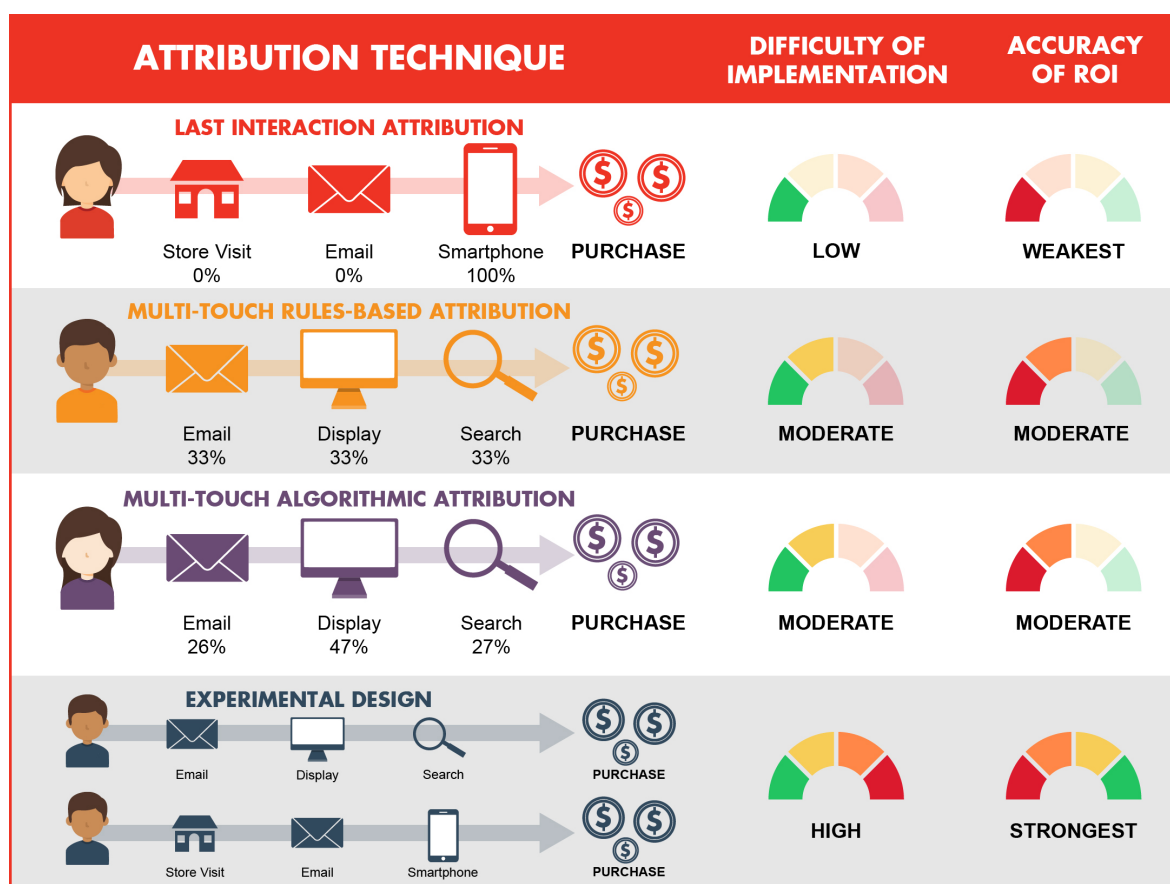 ATTRIBUTION TECHNIQUE
DIFFICULTY OF
IMPLEMENTATION
ACCURACY
OF ROI
LAST INTERACTION ATTRIBUTION
$ $ $
Store Visit
0%
Email
0%
Smartphone
100%
PURCHASE
LOW
WEAKEST
MULTI-TOUCH RULES-BASED ATTRIBUTION
$ $ $
Email
33%
Display
33%
Search
33%
PURCHASE
MODERATE
MODERATE
MULTI-TOUCH ALGORITHMIC ATTRIBUTION
$ $ $
Email
26%
Display
47%
Search
27%
PURCHASE
MODERATE
MODERATE
EXPERIMENTAL DESIGN
$ $ $
Email
Display
Search
PURCHASE
$ $ $
Store Visit
Email
Smartphone
PURCHASE
HIGH
STRONGEST